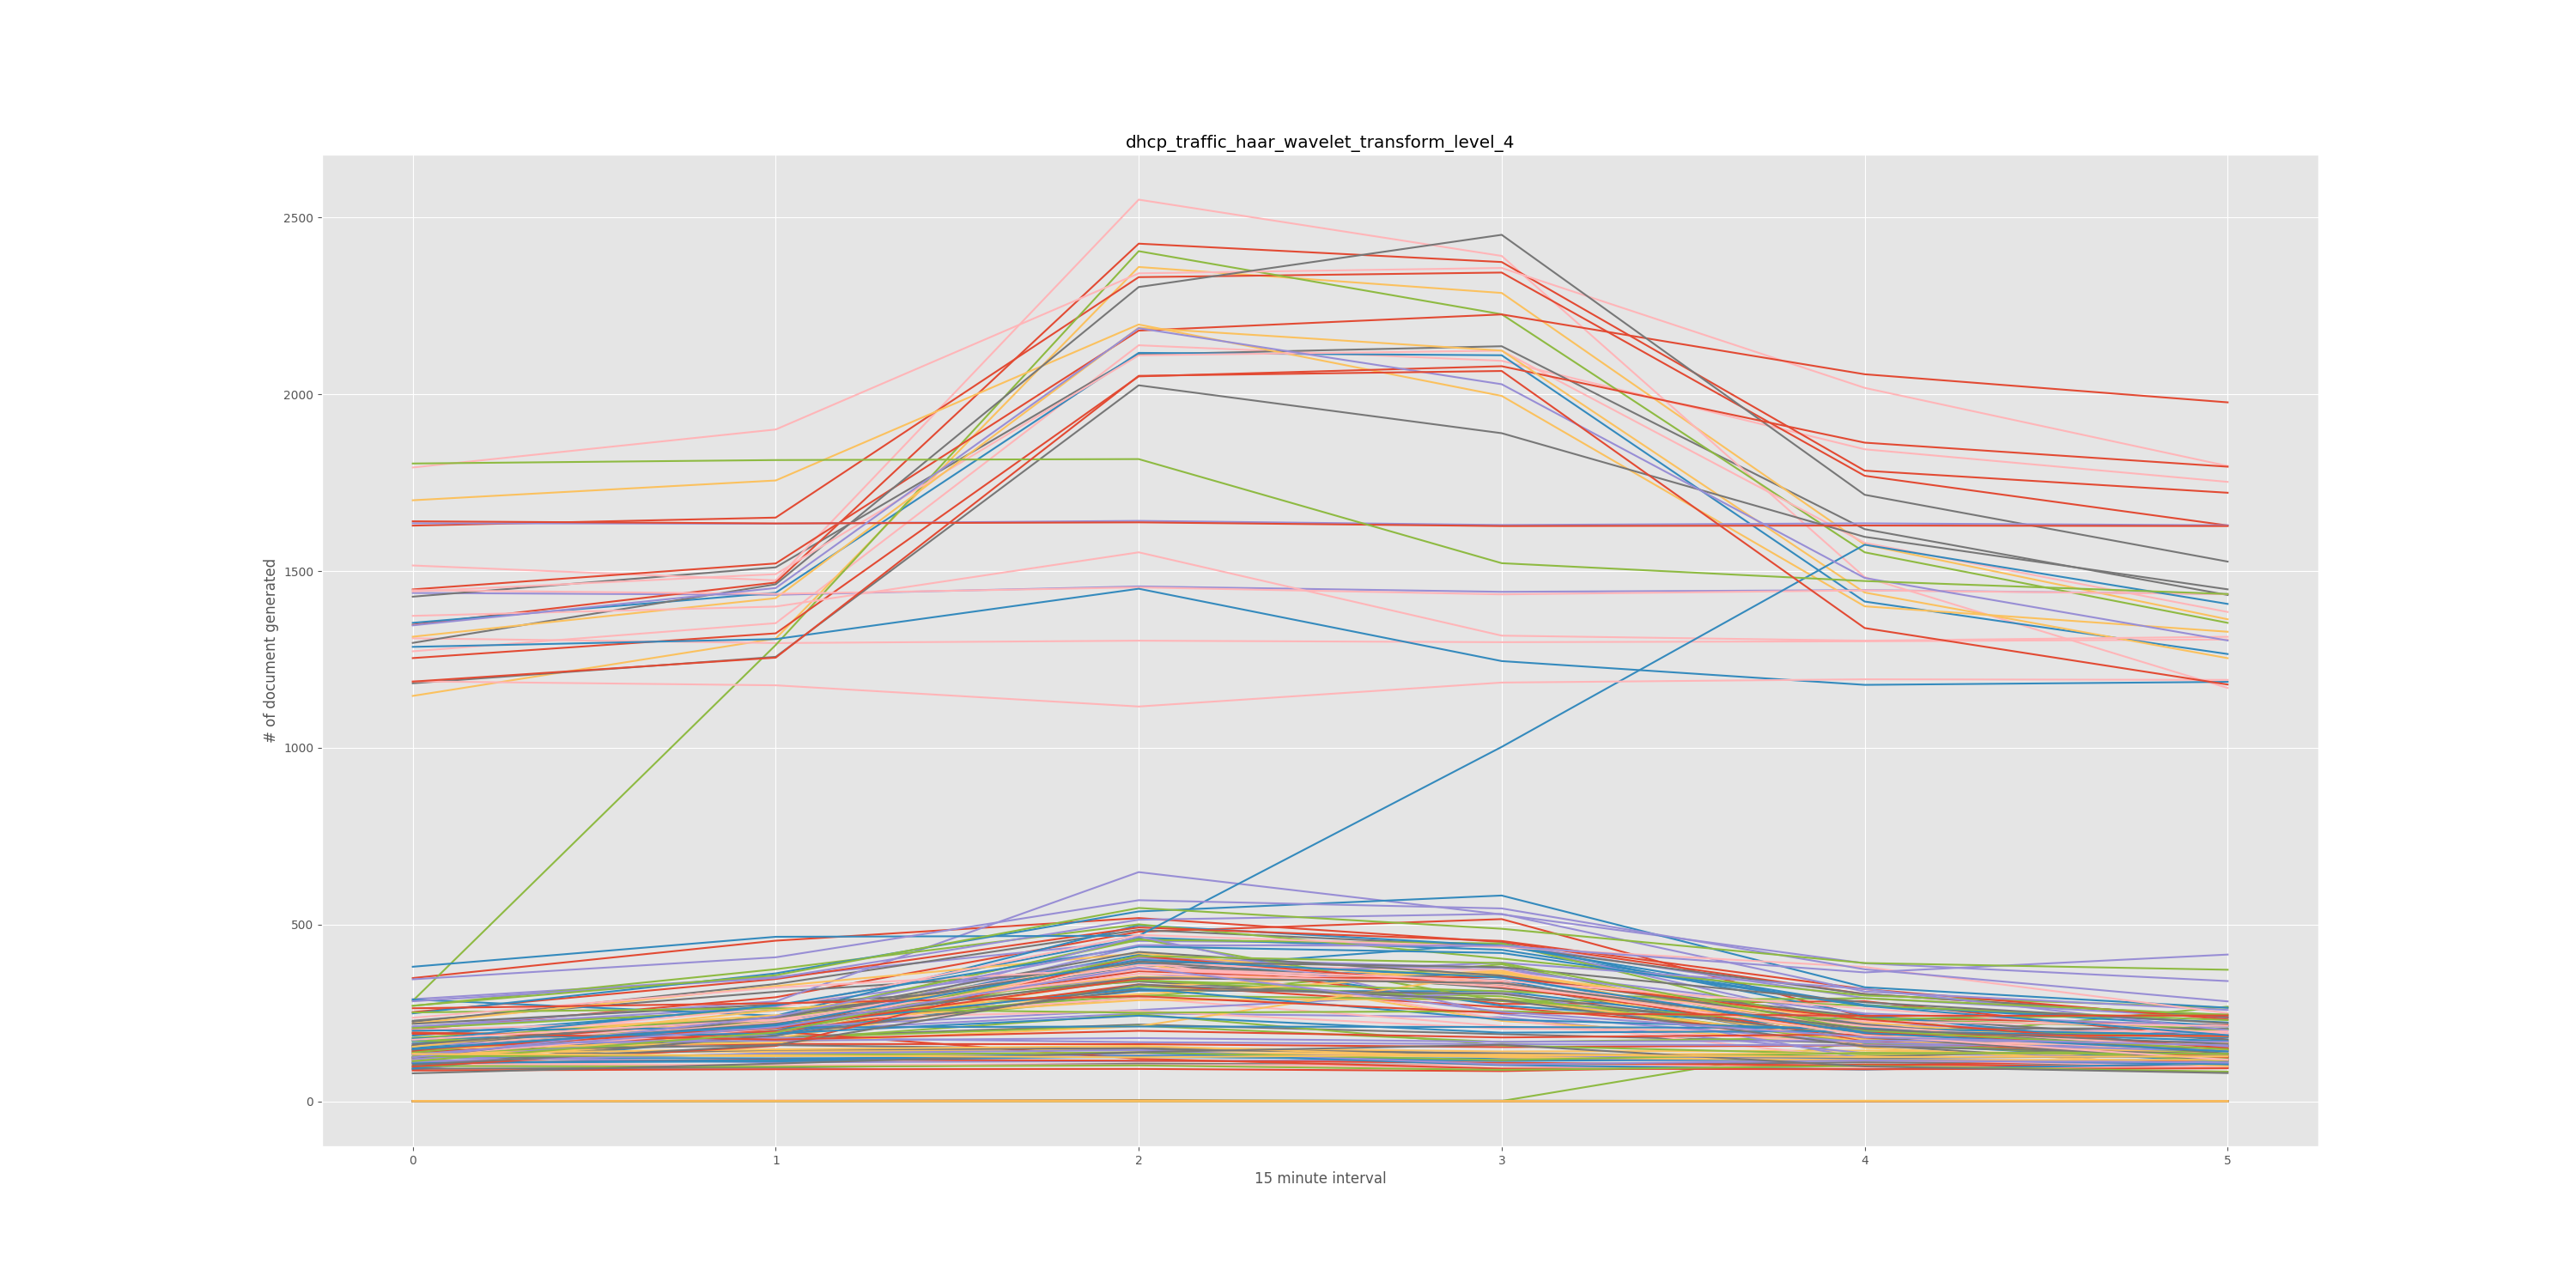 dhcp_traffic_haar_wavelet_transform_level_4
# of document generated
2500
2000
1500
1000
500
0
0 1 2 3 4 5
15 minute interval